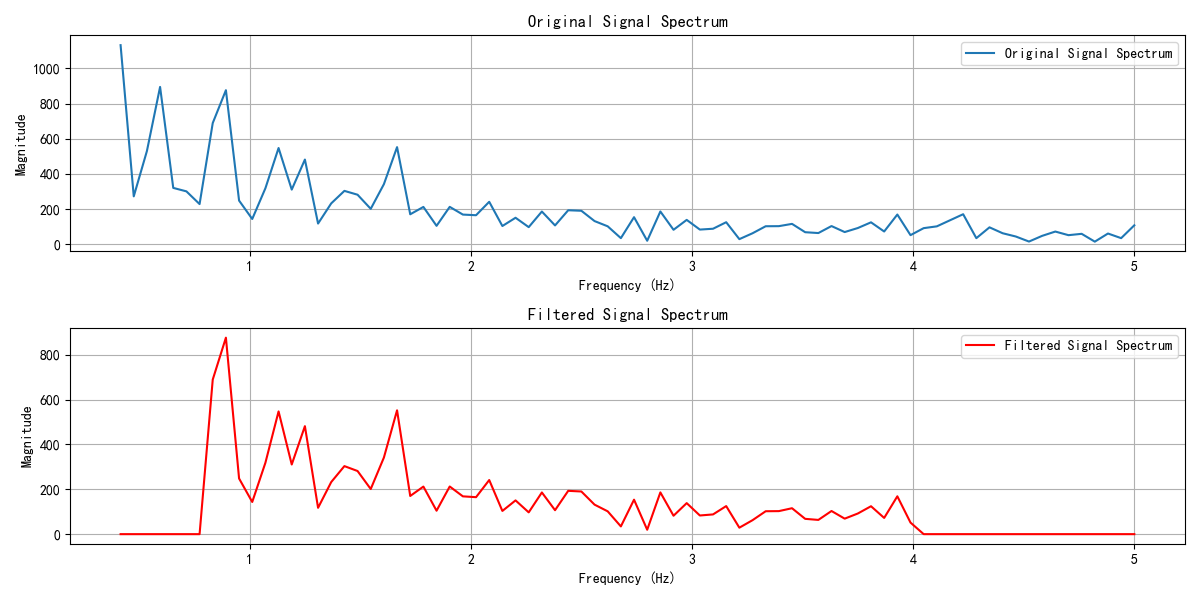 Original Signal Spectrum
Original Signal Spectrum
Magnitude
1000
800
600
400
200
0
1 2 3 4 5
Frequency (Hz)
Filtered Signal Spectrum
Filtered Signal Spectrum
Magnitude
800
600
400
200
0
1 2 3 4 5
Frequency (Hz)